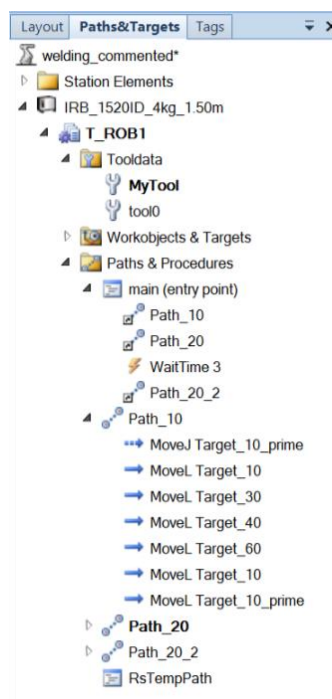 Layout Paths&Targets Tags
welding_commented*
Station Elements
IRB_1520ID_4kg_1.50m
T_ROB1
Tooldata
MyTool
tool0
Workobjects & Targets
Paths & Procedures
main (entry point)
Path_10
Path_20
WaitTime 3
Path_20_2
Path_10
MoveJ Target_10_prime
MoveL Target_10
MoveL Target_30
MoveL Target_40
MoveL Target_60
MoveL Target_10
MoveL Target_10_prime
Path_20
Path_20_2
RsTempPath